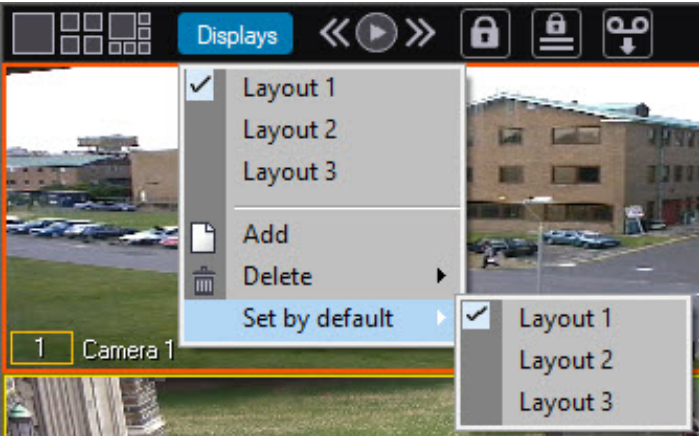 Displays
Layout 1
Layout 2
Layout 3
Add
Delete
Set by default
Layout 1
Layout 2
Layout 3
1 Camera 1